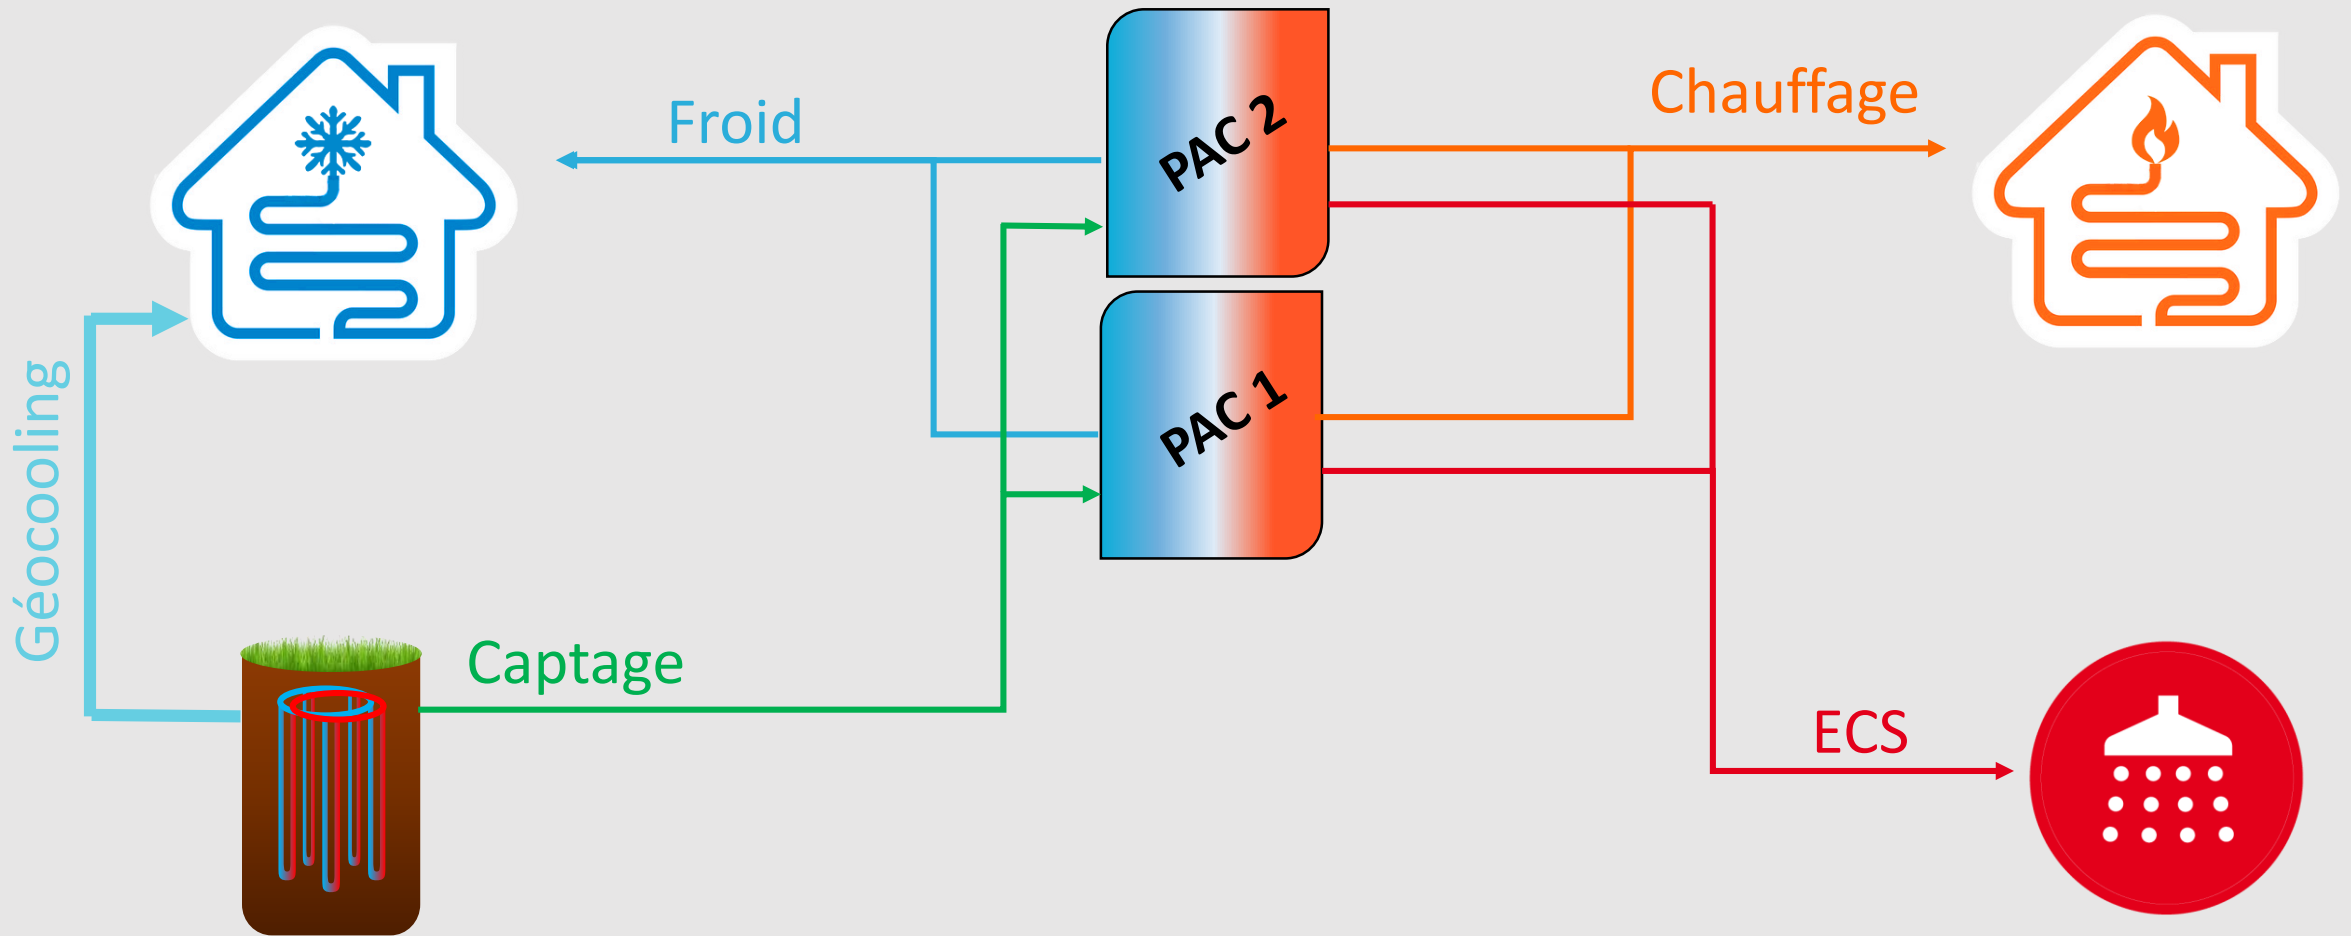 PAC 2
Froid
Chauffage
PAC 1
Géocooling
Captage
ECS